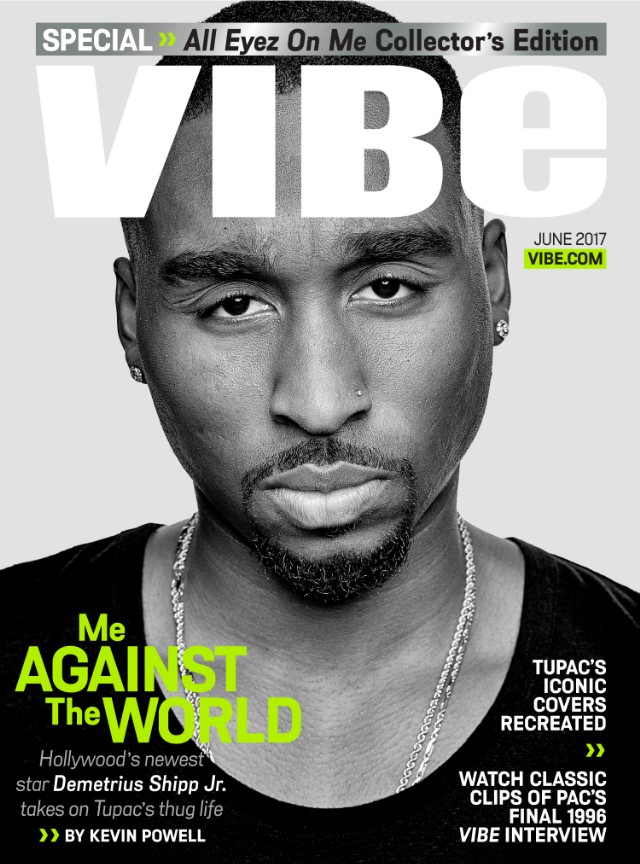 SPECIAL » All Eyez On Me Collector's Edition
VIBE
JUNE 2017
VIBE.COM
Me
AGAINST
The WORLD
Hollywood's newest
star Demetrius Shipp Jr.
takes on Tupac's thug life
» BY KEVIN POWELL
TUPAC'S
ICONIC
COVERS
RECREATED
»
WATCH CLASSIC
CLIPS OF PAC'S
FINAL 1996
VIBE INTERVIEW